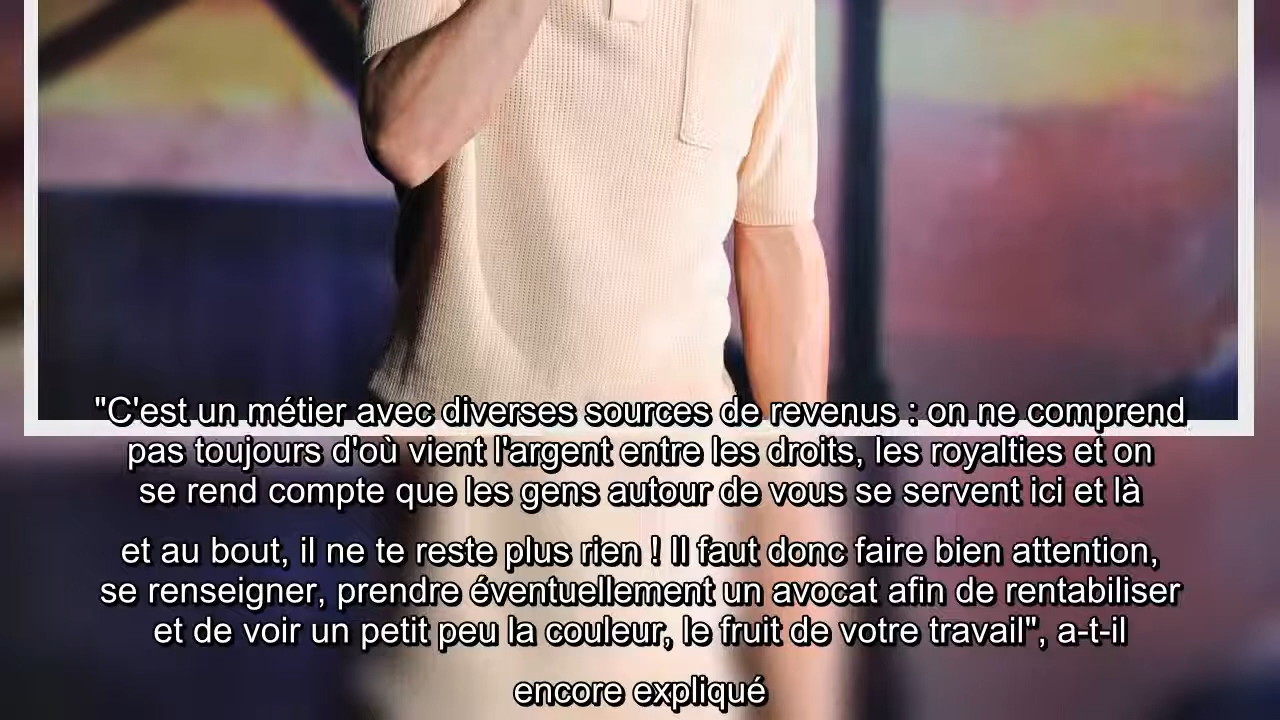 "C'est un métier avec diverses sources de revenus : on ne comprend
pas toujours d'où vient l'argent entre les droits, les royalties et on
se rend compte que les gens autour de vous se servent ici et là
et au bout, il ne te reste plus rien ! Il faut donc faire bien attention,
se renseigner, prendre éventuellement un avocat afin de rentabiliser
et de voir un petit peu la couleur, le fruit de votre travail", a-t-il
encore expliqué